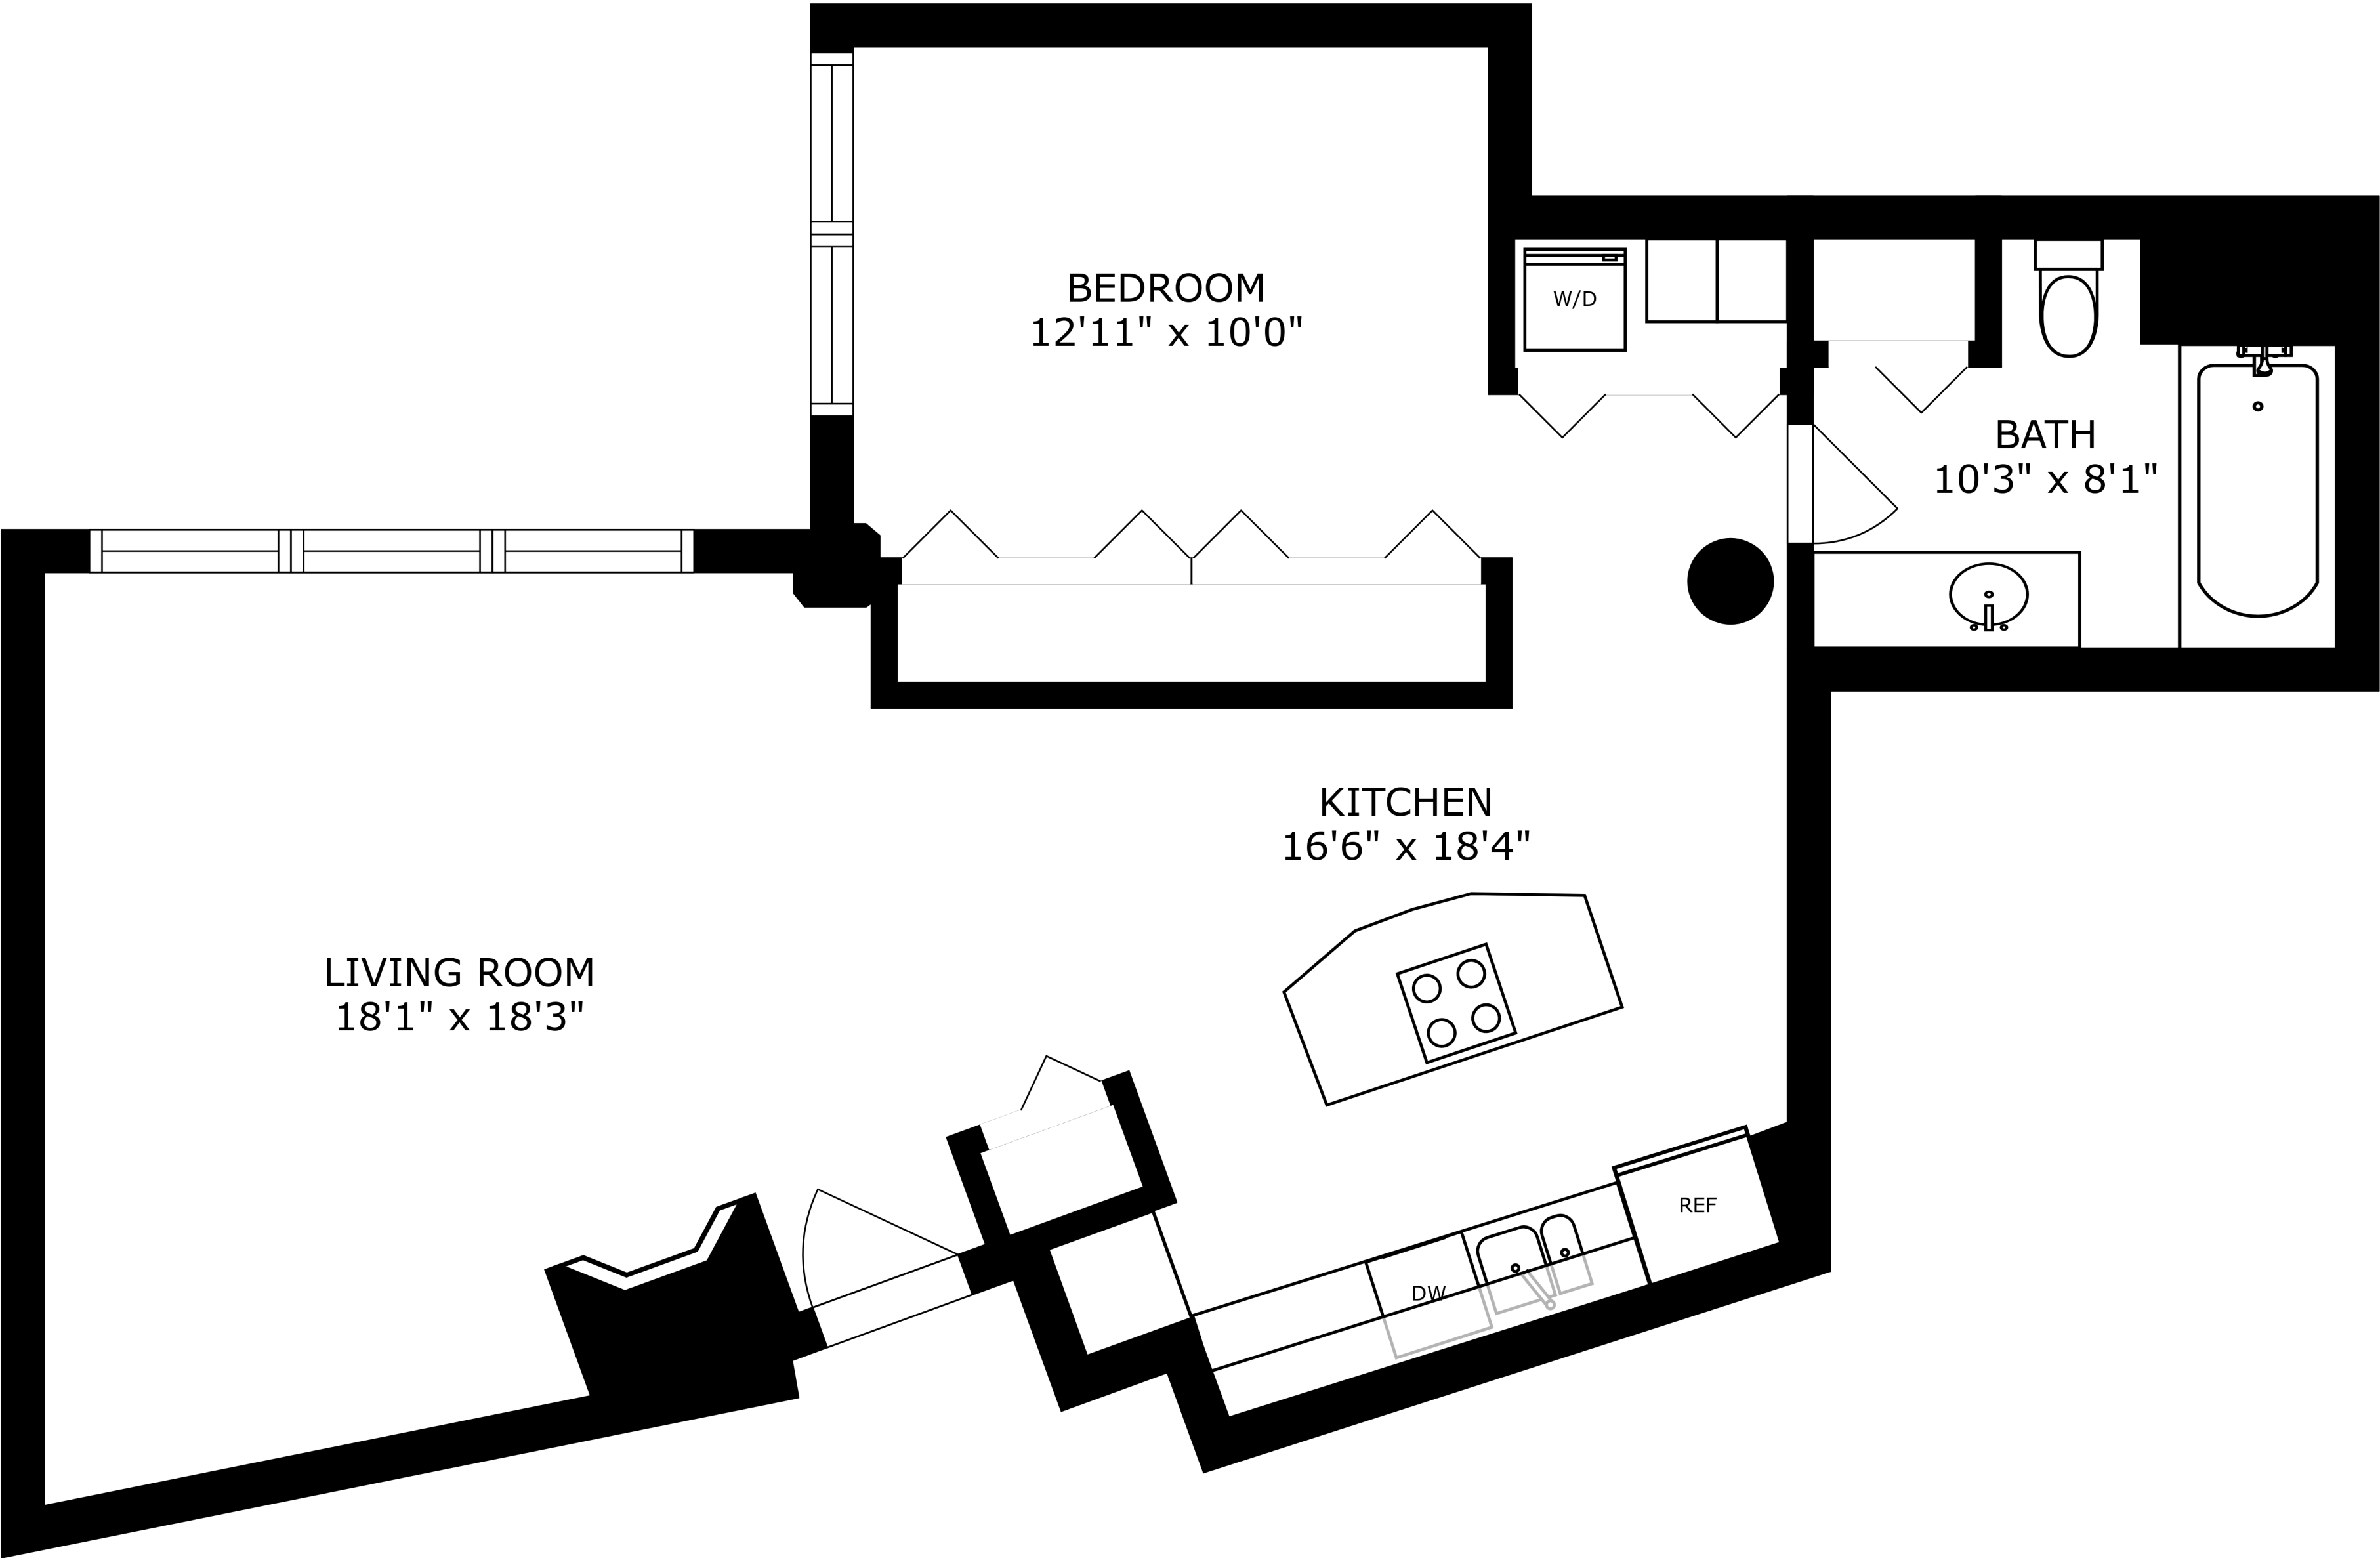 BEDROOM
12'11" x 10'0"
W/D
BATH
10'3" x 8'1"
KITCHEN
16'6" x 18'4"
LIVING ROOM
18'1" x 18'3"
REF
DW